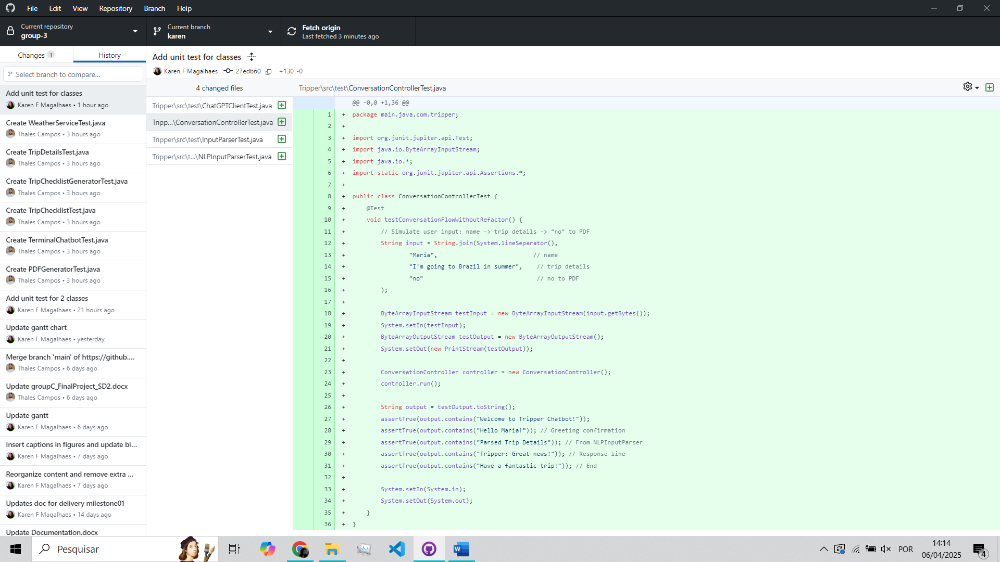 File Edit View Repository Branch Help
Current repository
group-3
Current branch
karen
Fetch origin
Last fetched 3 minutes ago
Changes 1
History
Select branch to compare...
Add unit test for classes
Karen F Magalhaes • 1 hour ago
Create WeatherServiceTest.java
Thales Campos • 3 hours ago
Create TripDetailsTest.java
Thales Campos • 3 hours ago
Create TripChecklistGeneratorTest.java
Thales Campos • 3 hours ago
Create TripChecklistTest.java
Thales Campos • 3 hours ago
Create TerminalChatbotTest.java
Thales Campos • 3 hours ago
Create PDFGeneratorTest.java
Thales Campos • 3 hours ago
Add unit test for 2 classes
Karen F Magalhaes • 21 hours ago
Update gantt chart
Karen F Magalhaes • yesterday
Merge branch 'main' of https://github....
Thales Campos • 6 days ago
Update groupC_FinalProject_SD2.docx
Thales Campos • 6 days ago
Update gantt
Karen F Magalhaes • 6 days ago
Insert captions in figures and update bi...
Karen F Magalhaes • 7 days ago
Reorganize content and remove extra ...
Karen F Magalhaes • 7 days ago
Updates doc for delivery milestone01
Karen F Magalhaes • 14 days ago
Update Documentation.docx
Add unit test for classes
Karen F Magalhaes 27edb60 +130 -0
4 changed files
Tripper\src\test\ChatGPTClientTest.java
Tripp...\ConversationControllerTest.java
Tripper\src\test\InputParserTest.java
Tripper\src\t...\NLPInputParserTest.java
Tripper\src\test\ConversationControllerTest.java
@@ -0,0 +1,36 @@
1 + package main.java.com.tripper;
2 +
3 + import org.junit.jupiter.api.Test;
4 + import java.io.ByteArrayInputStream;
5 + import java.io.*;
6 + import static org.junit.jupiter.api.Assertions.*;
7 +
8 + public class ConversationControllerTest {
9 + @Test
10 + void testConversationFlowWithoutRefactor() {
11 + // Simulate user input: name -> trip details -> "no" to PDF
12 + String input = String.join(System.lineSeparator(),
13 + "Maria", // name
14 + "I'm going to Brazil in summer", // trip details
15 + "no" // no to PDF
16 + );
17 +
18 + ByteArrayInputStream testInput = new ByteArrayInputStream(input.getBytes());
19 + System.setIn(testInput);
20 + ByteArrayOutputStream testOutput = new ByteArrayOutputStream();
21 + System.setOut(new PrintStream(testOutput));
22 +
23 + ConversationController controller = new ConversationController();
24 + controller.run();
25 +
26 + String output = testOutput.toString();
27 + assertTrue(output.contains("Welcome to Tripper Chatbot!"));
28 + assertTrue(output.contains("Hello Maria!")); // Greeting confirmation
29 + assertTrue(output.contains("Parsed Trip Details")); // From NLPInputParser
30 + assertTrue(output.contains("Tripper: Great news!")); // Response line
31 + assertTrue(output.contains("Have a fantastic trip!")); // End
32 +
33 + System.setIn(System.in);
34 + System.setOut(System.out);
35 + }
36 + }
Pesquisar
POR
14:14
06/04/2025
4